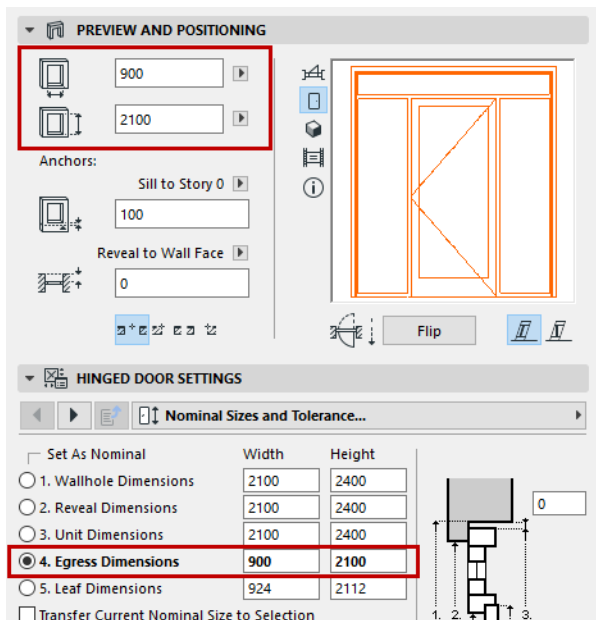 PREVIEW AND POSITIONING
900
2100
Anchors:
Sill to Story 0
100
Reveal to Wall Face
0
Flip
HINGED DOOR SETTINGS
Nominal Sizes and Tolerance...
Set As Nominal Width Height
1. Wallhole Dimensions 2100 2400
2. Reveal Dimensions 2100 2400
0
3. Unit Dimensions 2100 2400
4. Egress Dimensions 900 2100
5. Leaf Dimensions 924 2112
Transfer Current Nominal Size to Selection
1. 2. 3.